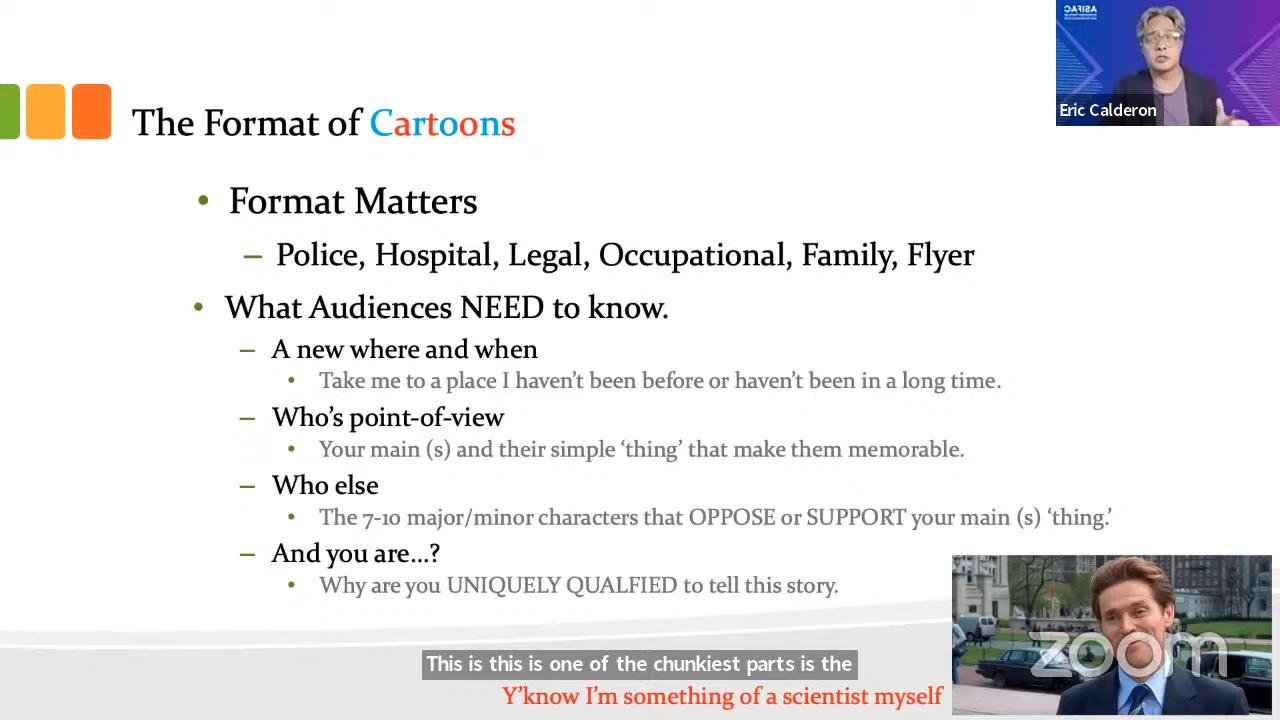 ASIFAC
Eric Calderon
The Format of Cartoons
• Format Matters
– Police, Hospital, Legal, Occupational, Family, Flyer
• What Audiences NEED to know.
– A new where and when
• Take me to a place I haven't been before or haven't been in a long time.
– Who's point-of-view
• Your main (s) and their simple ‘thing’ that make them memorable.
– Who else
• The 7-10 major/minor characters that OPPOSE or SUPPORT your main (s) ‘thing.’
– And you are...?
• Why are you UNIQUELY QUALFIED to tell this story.
zoom
This is this is one of the chunkiest parts is the
Y'know I'm something of a scientist myself